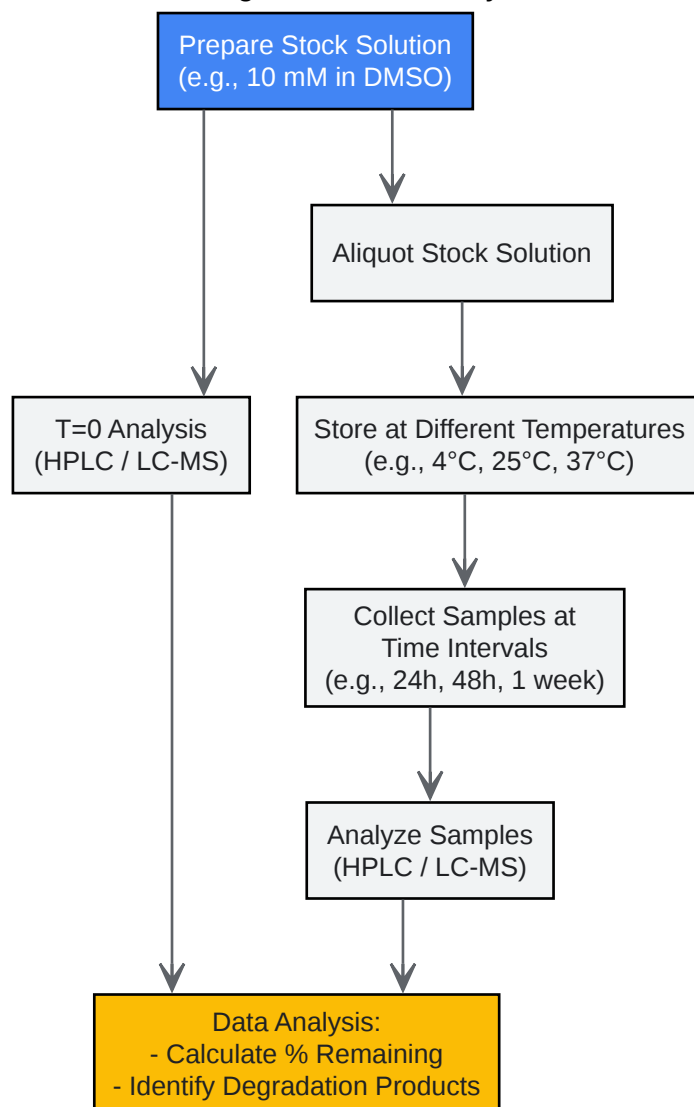 Prepare Stock Solution
(e.g., 10 mM in DMSO)
Aliquot Stock Solution
T=0 Analysis
(HPLC / LC-MS)
Store at Different Temperatures
(e.g., 4°C, 25°C, 37°C)
Collect Samples at
Time Intervals
(e.g., 24h, 48h, 1 week)
Analyze Samples
(HPLC / LC-MS)
Data Analysis:
- Calculate % Remaining
- Identify Degradation Products